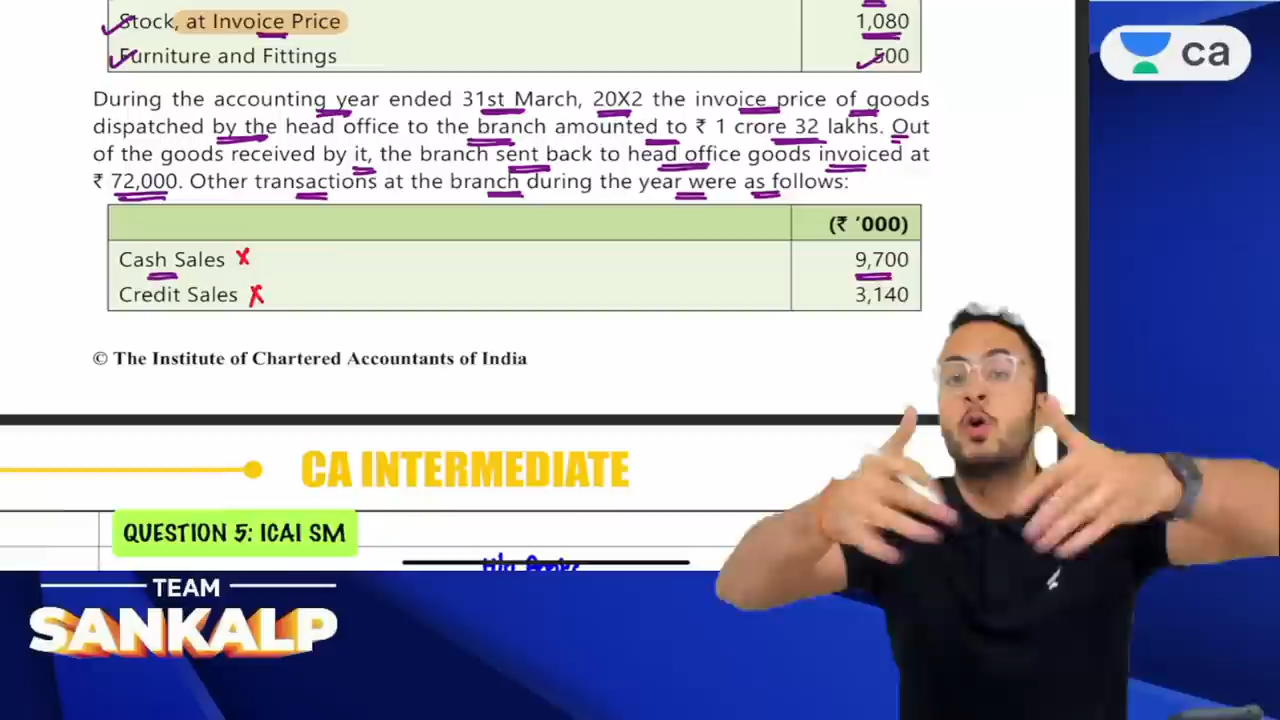 Stock, at Invoice Price 1,080
Furniture and Fittings 500
During the accounting year ended 31st March, 20X2 the invoice price of goods
dispatched by the head office to the branch amounted to ₹ 1 crore 32 lakhs. Out
of the goods received by it, the branch sent back to head office goods invoiced at
₹ 72,000. Other transactions at the branch during the year were as follows:
(₹ ’000)
Cash Sales 9,700
Credit Sales 3,140
© The Institute of Chartered Accountants of India
CA INTERMEDIATE
QUESTION 5: ICAI SM
TEAM
SANKALP
ca